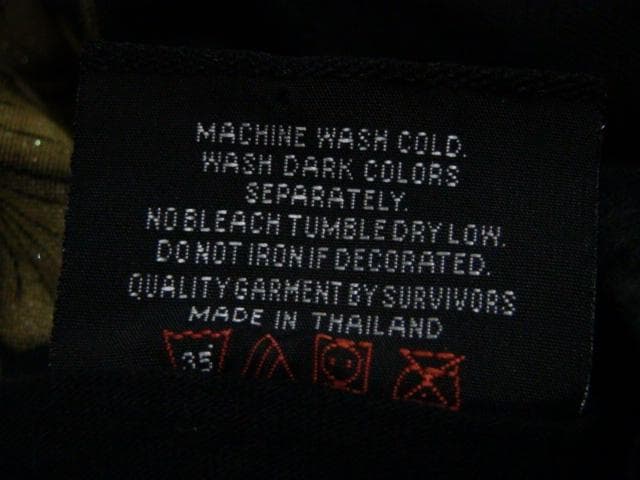 MACHINE WASH COLD.
WASH DARK COLORS
SEPARATELY.
NO BLEACH TUMBLE DRY LOW.
DO NOT IRON IF DECORATED.
QUALITY GARMENT BY SURVIVORS
MADE IN THAILAND
35°